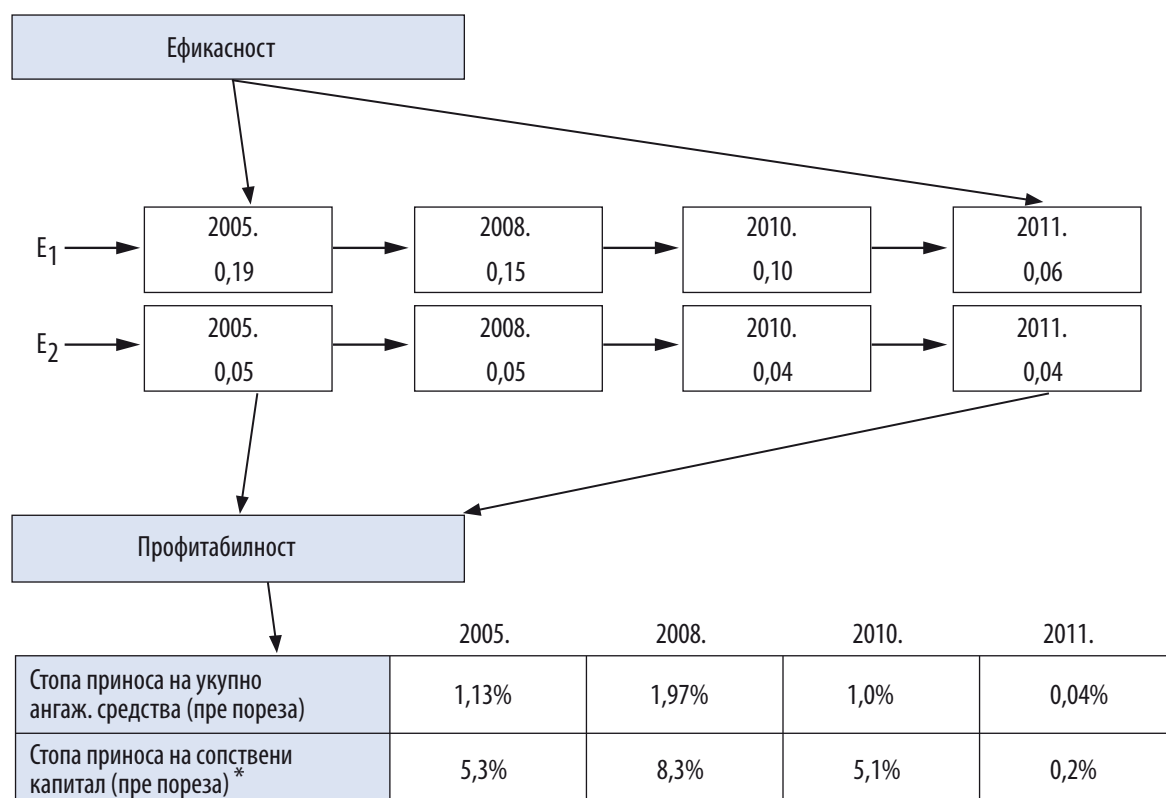 Ефикасност
2005. 2008. 2010. 2011.
E1 0,19 0,15 0,10 0,06
2005. 2008. 2010. 2011.
E2 0,05 0,05 0,04 0,04
Профитабилност
2005. 2008. 2010. 2011.
Стопа приноса на укупно
ангаж. средства (пре пореза) 1,13% 1,97% 1,0% 0,04%
Стопа приноса на сопствени
капитал (пре пореза) * 5,3% 8,3% 5,1% 0,2%